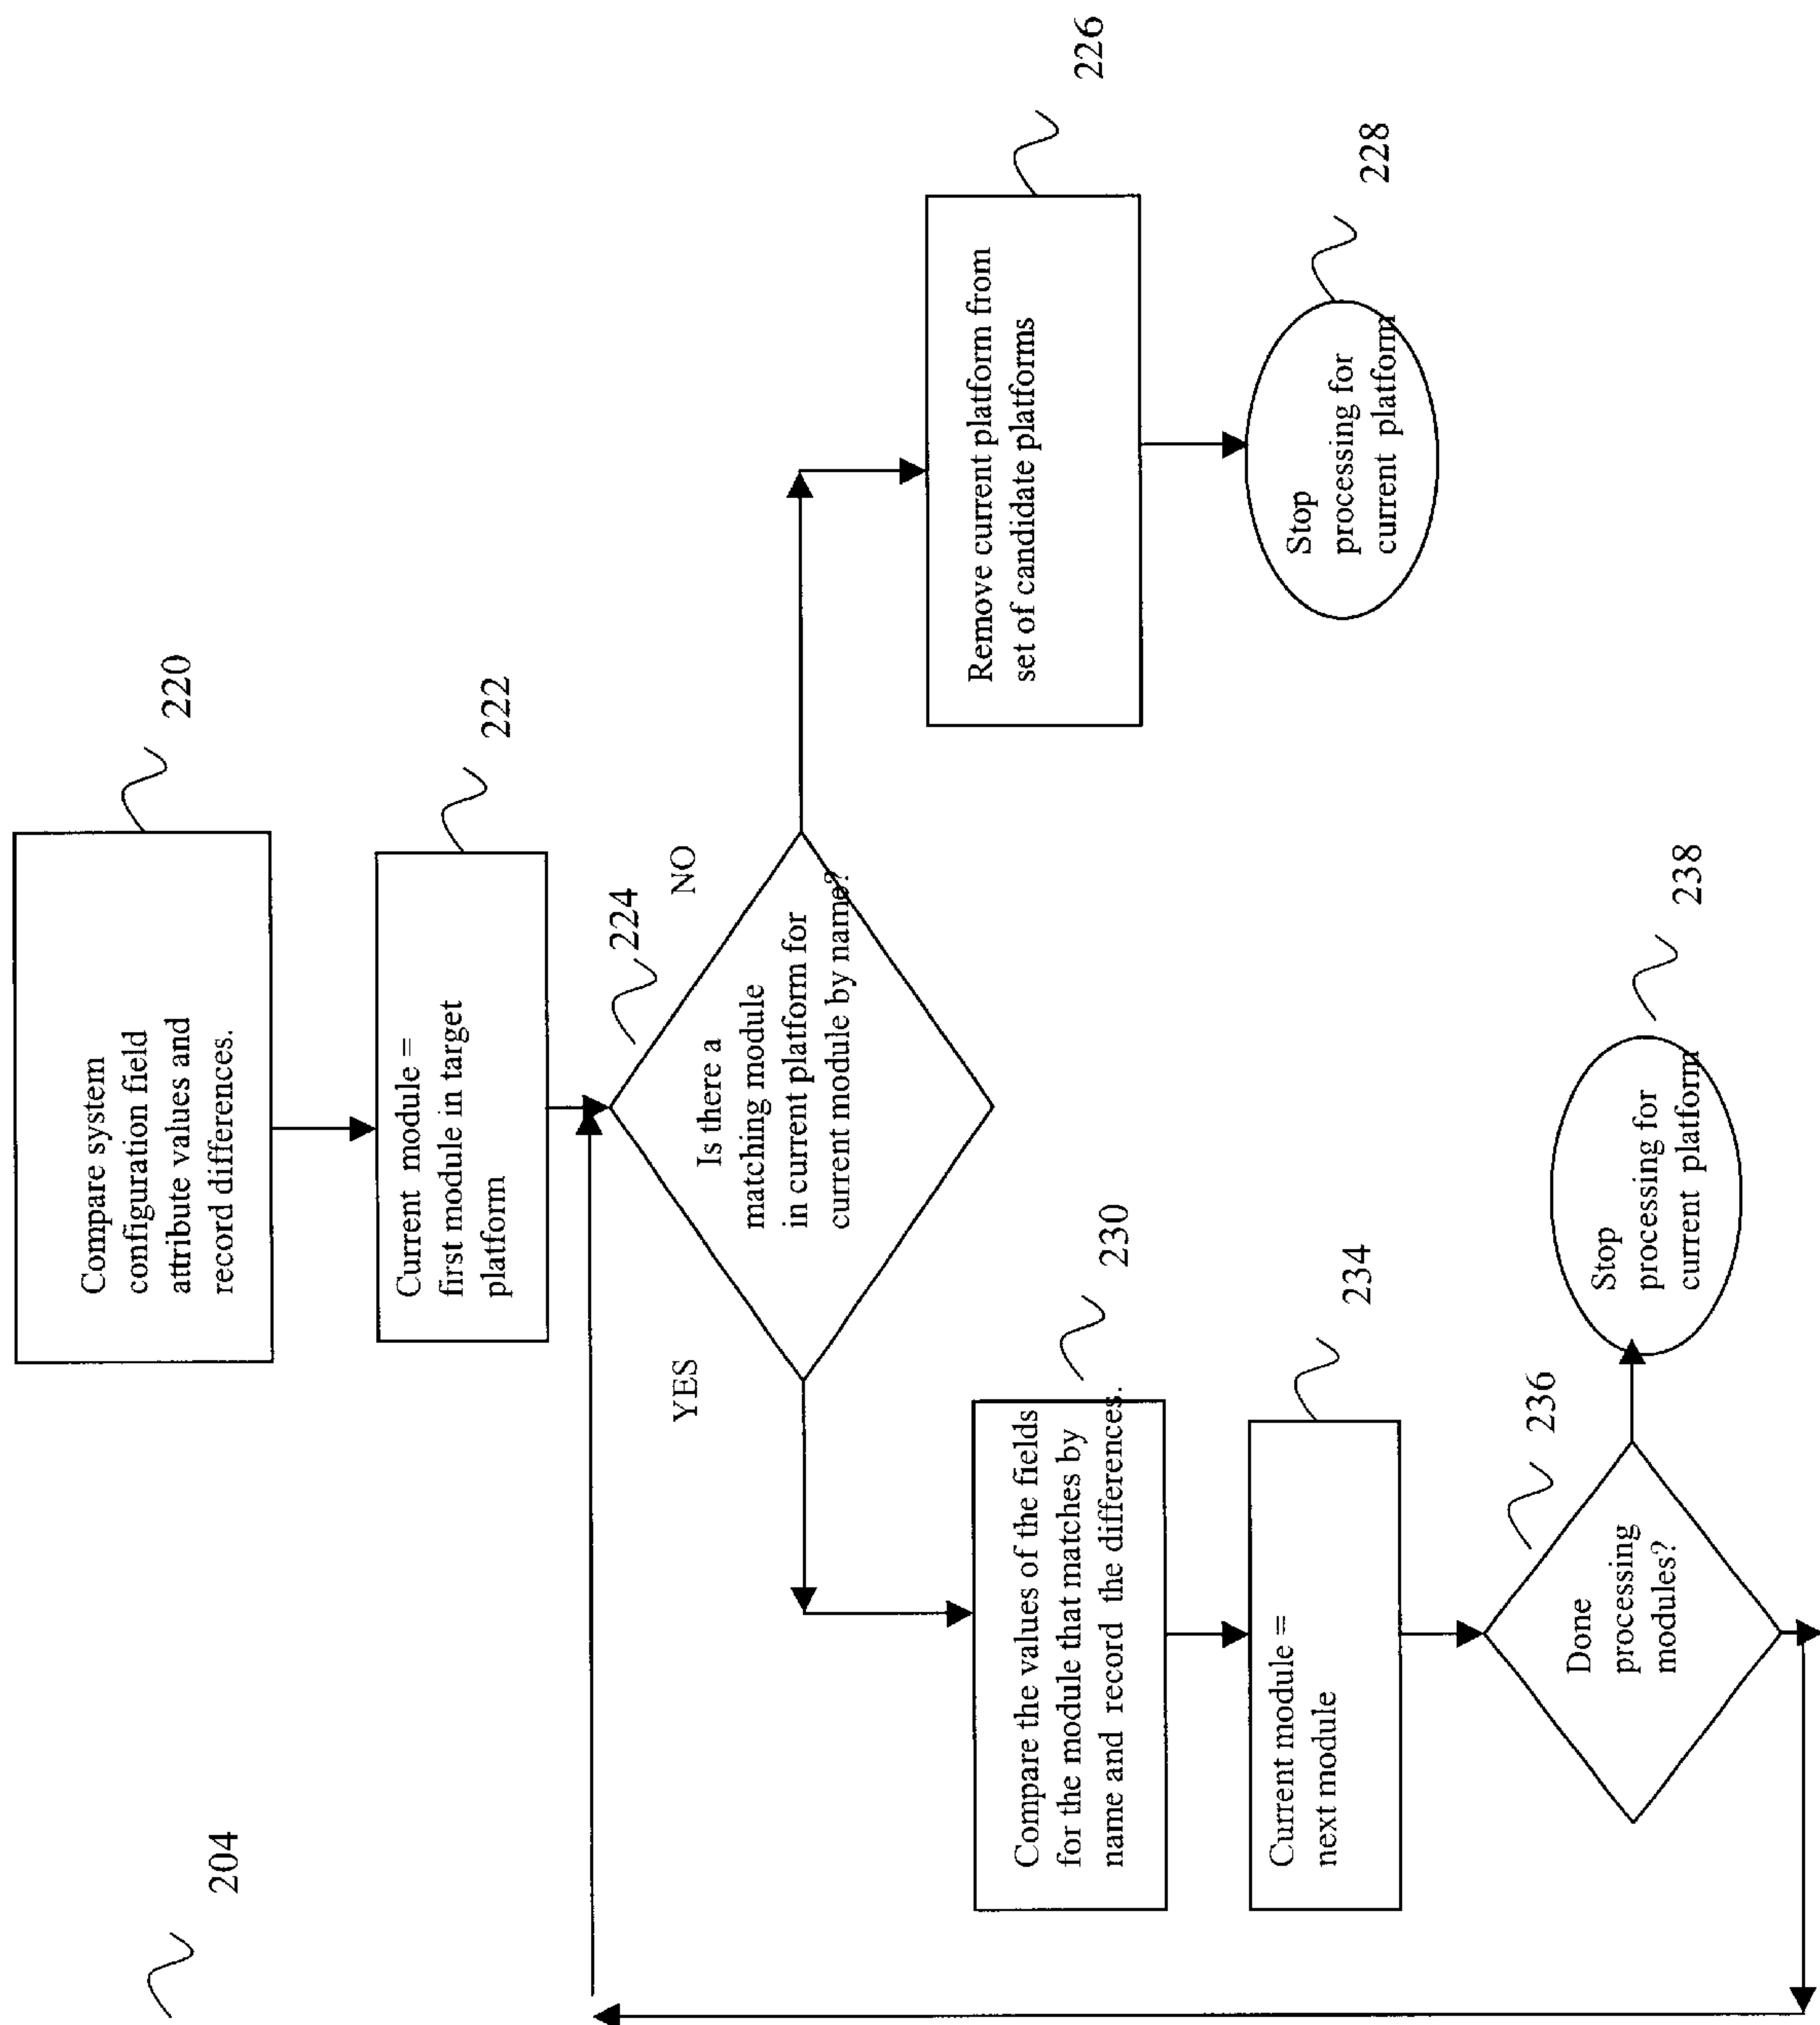 204
220
Compare system
configuration field
attribute values and
record differences.
222
Current module =
first module in target
platform
224
Is there a
matching module
in current platform for
current module by name?
NO
YES
226
Remove current platform from
set of candidate platforms
228
Stop
processing for
current platform
230
Compare the values of the fields
for the module that matches by
name and record the differences.
234
Current module =
next module
236
Done
processing
modules?
238
Stop
processing for
current platform